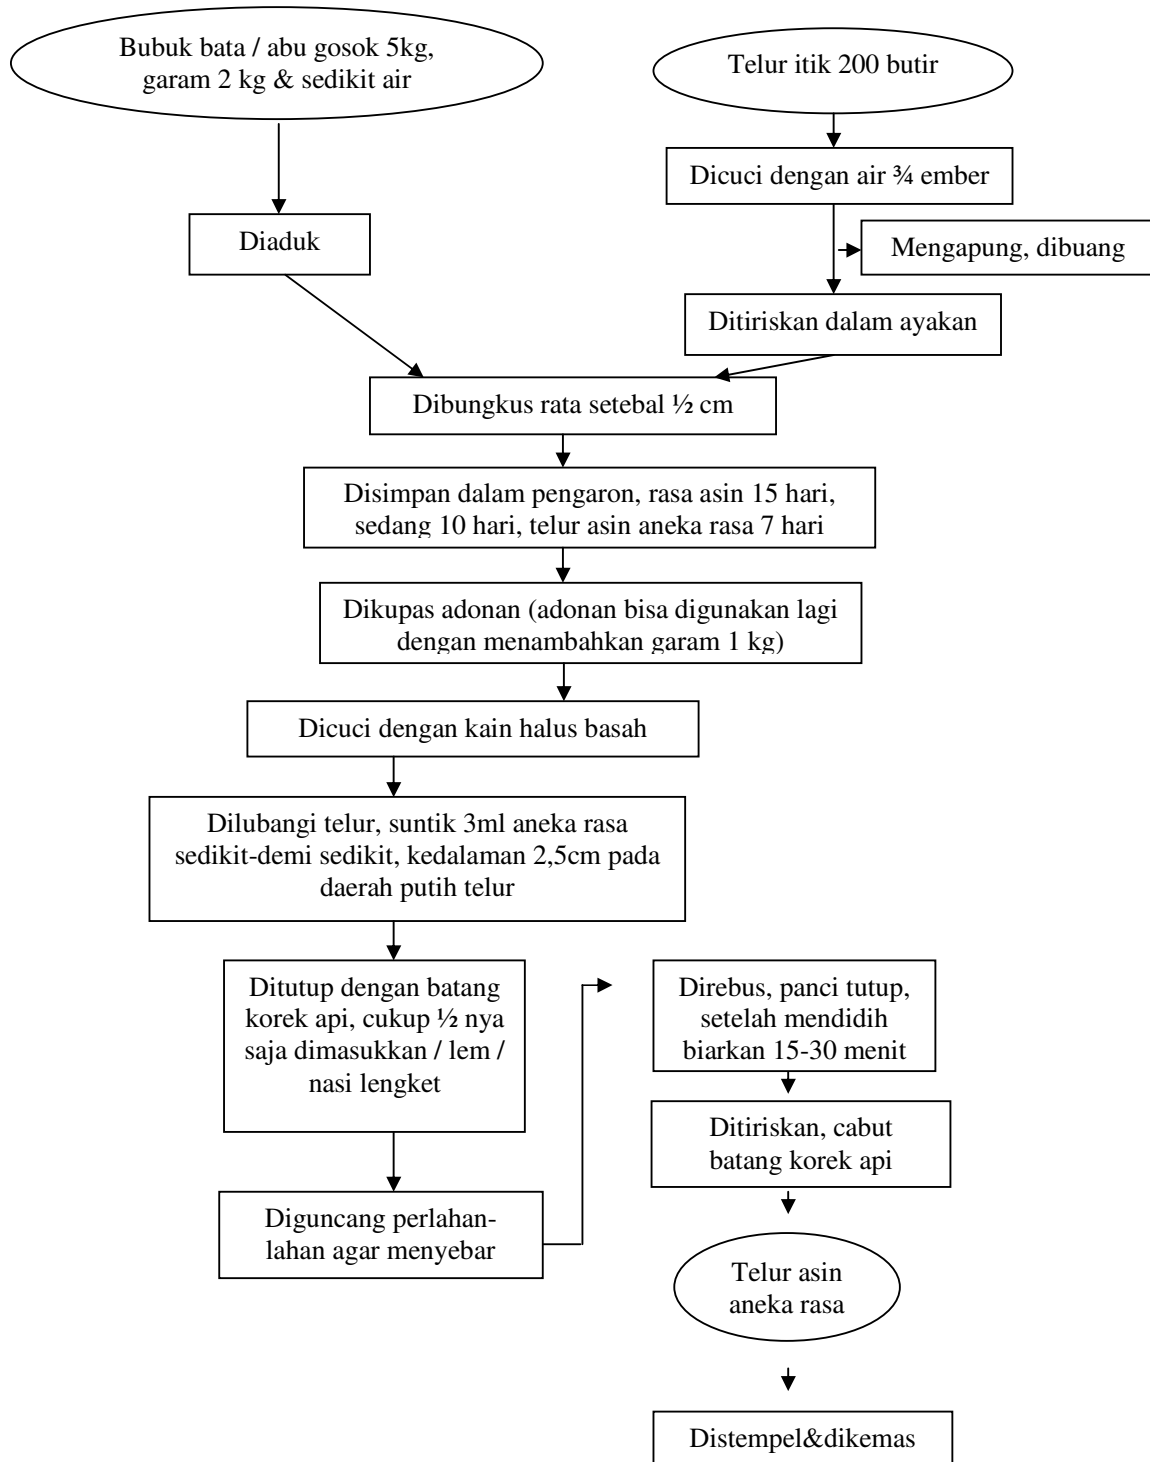 Bubuk bata / abu gosok 5kg,
garam 2 kg & sedikit air
Telur itik 200 butir
Dicuci dengan air ¾ ember
Diaduk
Mengapung, dibuang
Ditiriskan dalam ayakan
Dibungkus rata setebal ½ cm
Disimpan dalam pengaron, rasa asin 15 hari,
sedang 10 hari, telur asin aneka rasa 7 hari
Dikupas adonan (adonan bisa digunakan lagi
dengan menambahkan garam 1 kg)
Dicuci dengan kain halus basah
Dilubangi telur, suntik 3ml aneka rasa
sedikit-demi sedikit, kedalaman 2,5cm pada
daerah putih telur
Ditutup dengan batang
korek api, cukup ½ nya
saja dimasukkan / lem /
nasi lengket
Diguncang perlahan-
lahan agar menyebar
Direbus, panci tutup,
setelah mendidih
biarkan 15-30 menit
Ditiriskan, cabut
batang korek api
Telur asin
aneka rasa
Distempel&dikemas